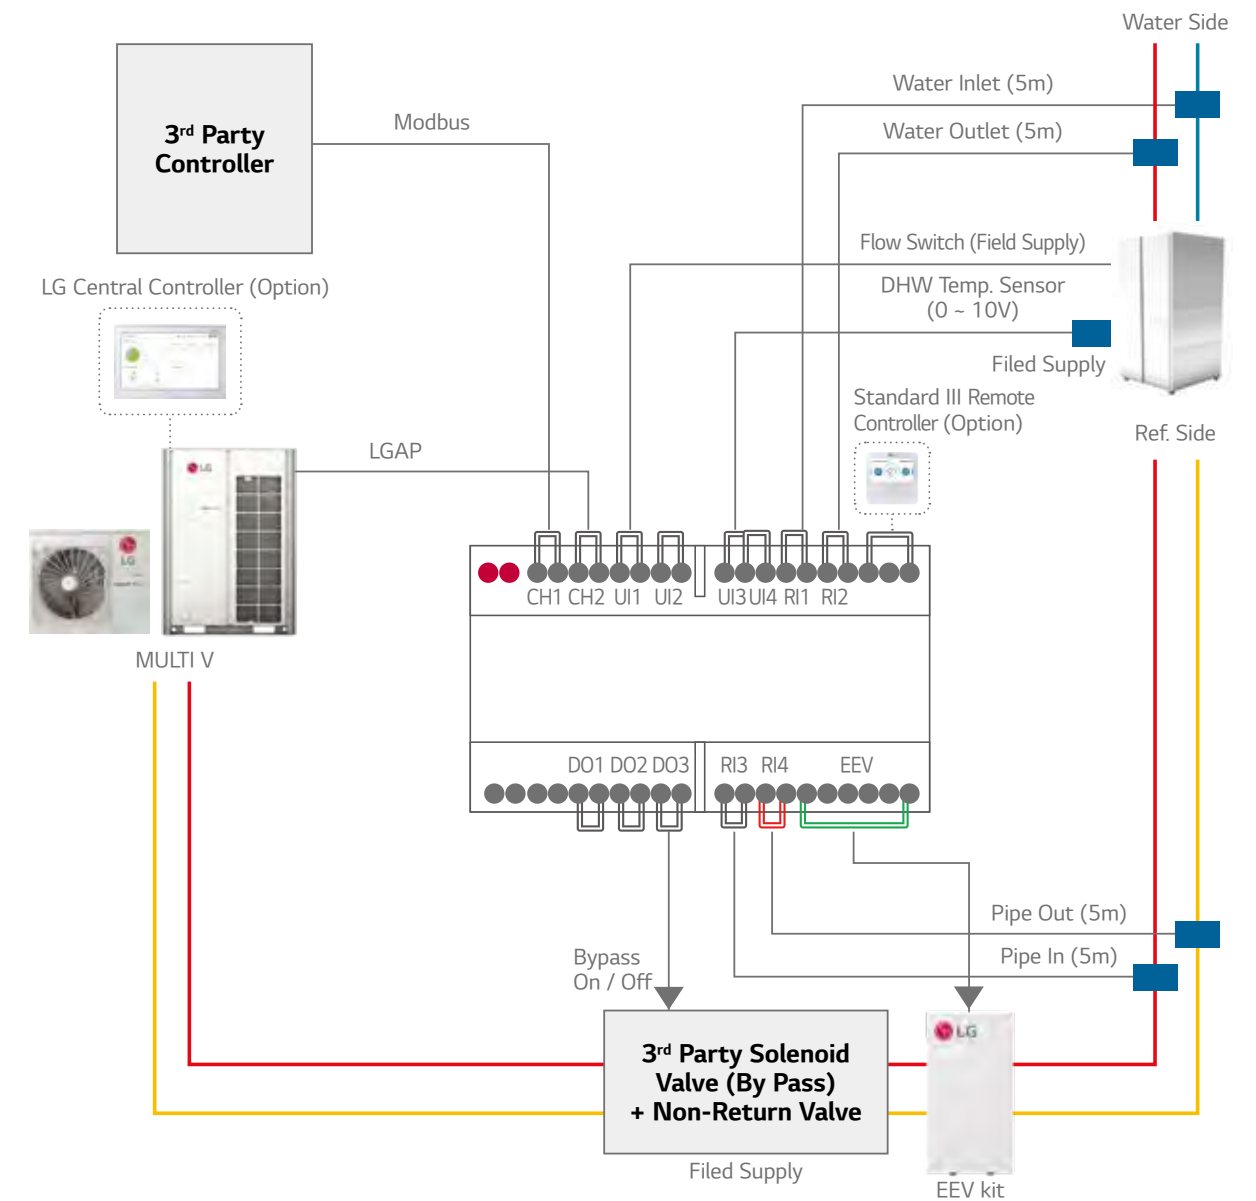 Water Side
Water Inlet (5m)
Modbus
Water Outlet (5m)
3rd Party
Controller
Flow Switch (Field Supply)
LG Central Controller (Option)
DHW Temp. Sensor
(0 ~ 10V)
Filed Supply
Standard III Remote
Controller (Option)
Ref. Side
LGAP
LG
LG
CH1 CH2 UI1 UI2 UI3 UI4 RI1 RI2
MULTI V
DO1 DO2 DO3 RI3 RI4 EEV
Pipe Out (5m)
Bypass
On / Off
Pipe In (5m)
LG
3rd Party Solenoid
Valve (By Pass)
+ Non-Return Valve
Filed Supply
EEV kit